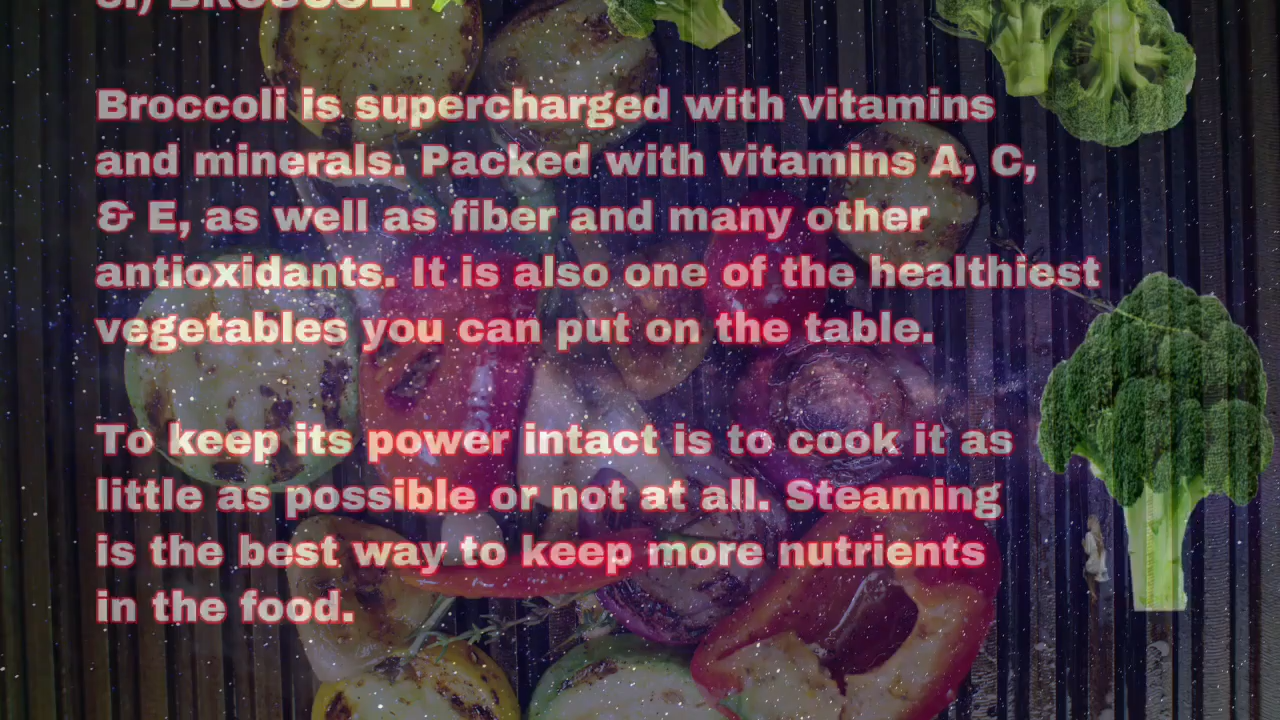 BROCCOLI
Broccoli is supercharged with vitamins
and minerals. Packed with vitamins A, C,
& E, as well as fiber and many other
antioxidants. It is also one of the healthiest
vegetables you can put on the table.
To keep its power intact is to cook it as
little as possible or not at all. Steaming
is the best way to keep more nutrients
in the food.